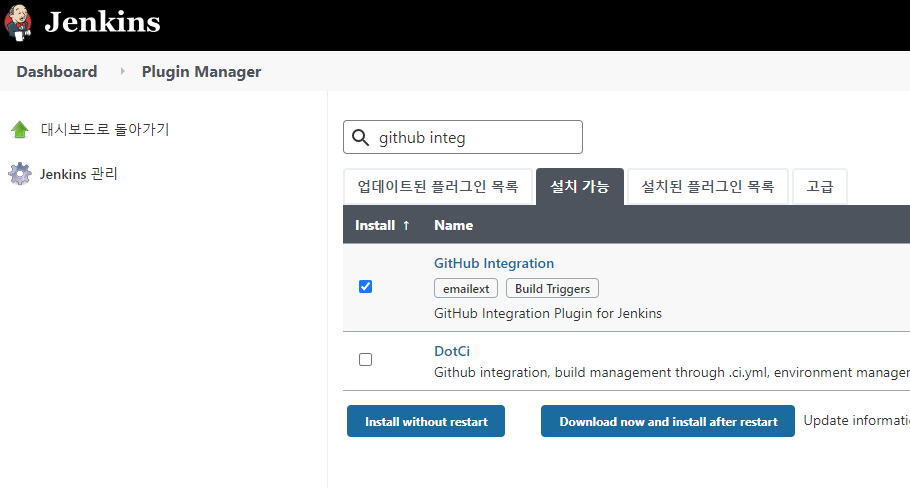 Jenkins
Dashboard Plugin Manager
대시보드로 돌아가기
Jenkins 관리
github integ
업데이트된 플러그인 목록 설치 가능 설치된 플러그인 목록 고급
Install ↑ Name
GitHub Integration
emailext Build Triggers
GitHub Integration Plugin for Jenkins
DotCi
Github integration, build management through .ci.yml, environment manager
Install without restart Download now and install after restart Update informati